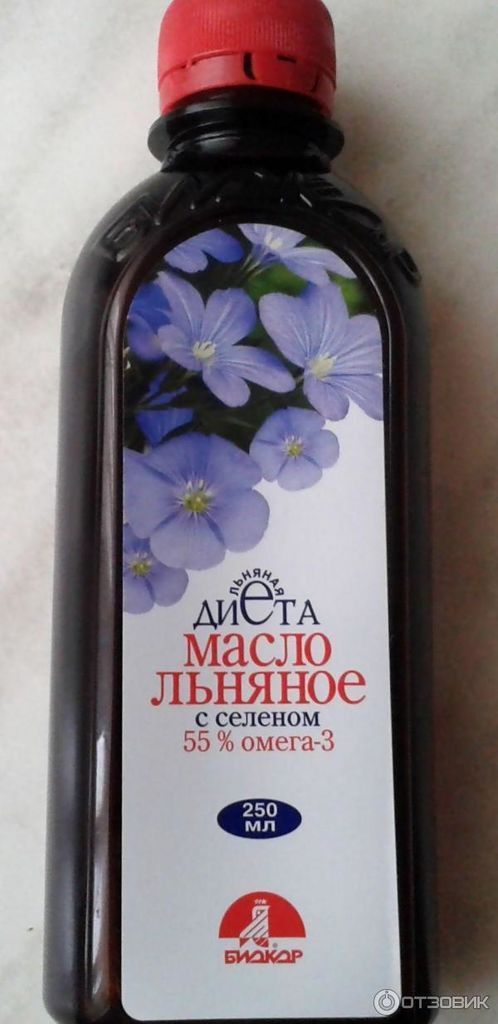 ЛЬНЯНАЯ
ДИЕТА
МАСЛО
ЛЬНЯНОЕ
С СЕЛЕНОМ
55 % омега-3
250
МЛ
БИОКОР
ОТЗОВИК